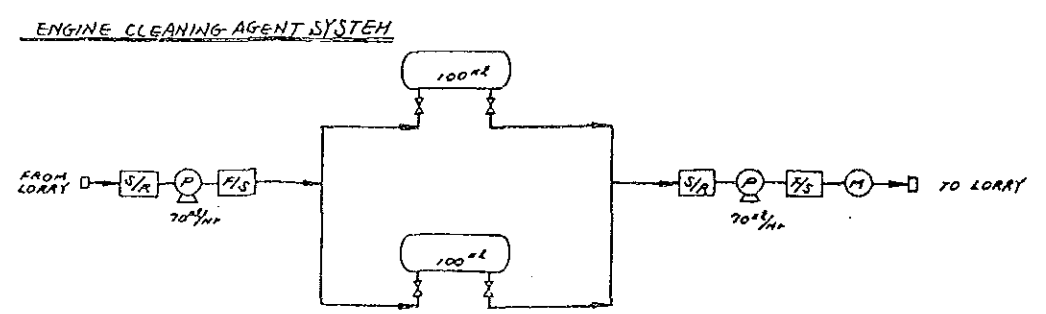 ENGINE CLEANING AGENT SYSTEM
100 kl
FROM
LORRY
S/R
P
F/S
70 kl/Hr
S/R
P
F/S
M
TO LORRY
70 kl/Hr
100 kl